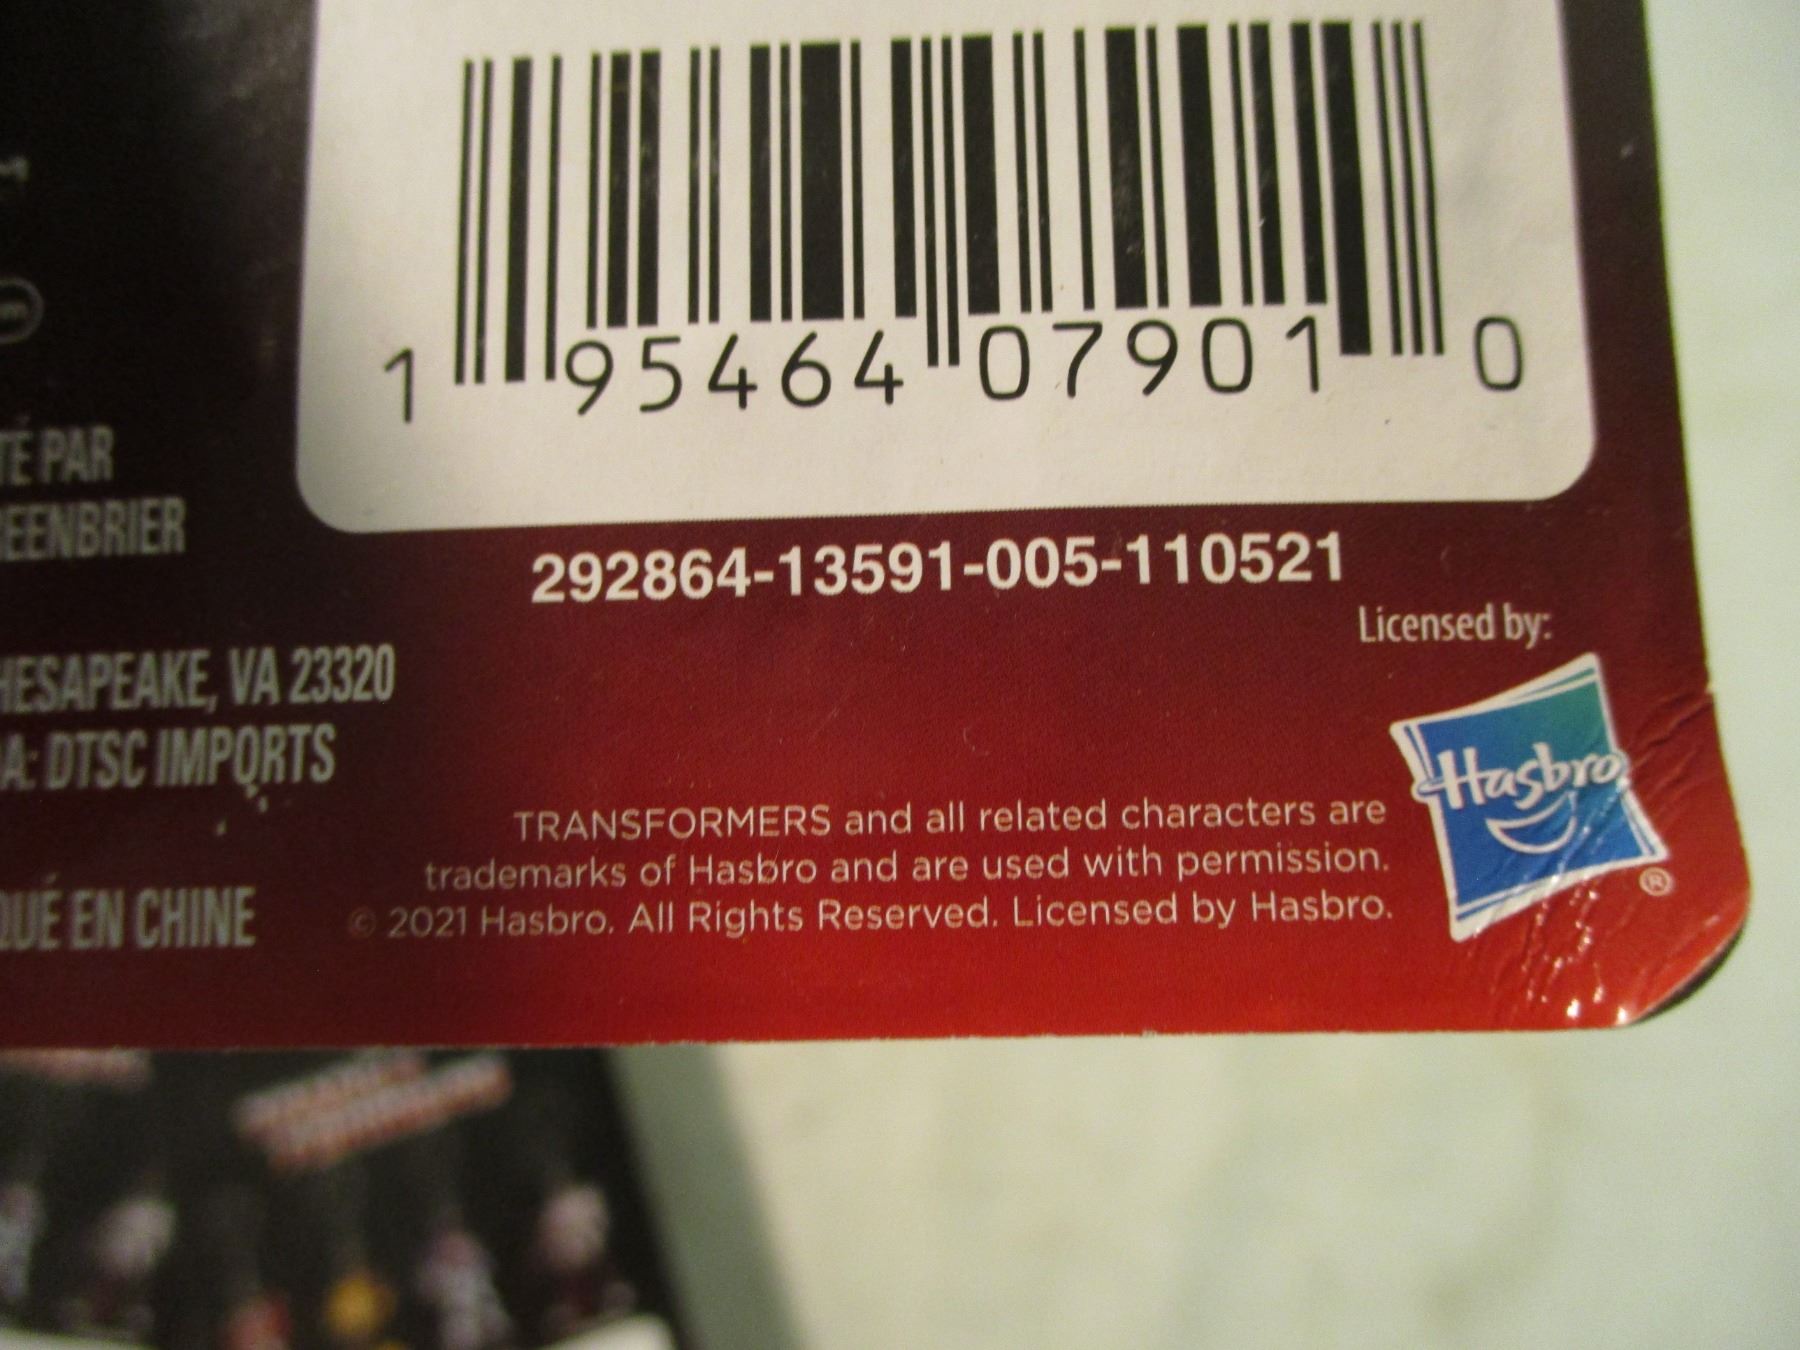 1 95464 07901 0
TÉ PAR
REENBRIER
292864-13591-005-110521
Licensed by:
HESAPEAKE, VA 23320
A: DTSC IMPORTS
Hasbro
®
TRANSFORMERS and all related characters are
trademarks of Hasbro and are used with permission.
QUÉ EN CHINE
© 2021 Hasbro. All Rights Reserved. Licensed by Hasbro.